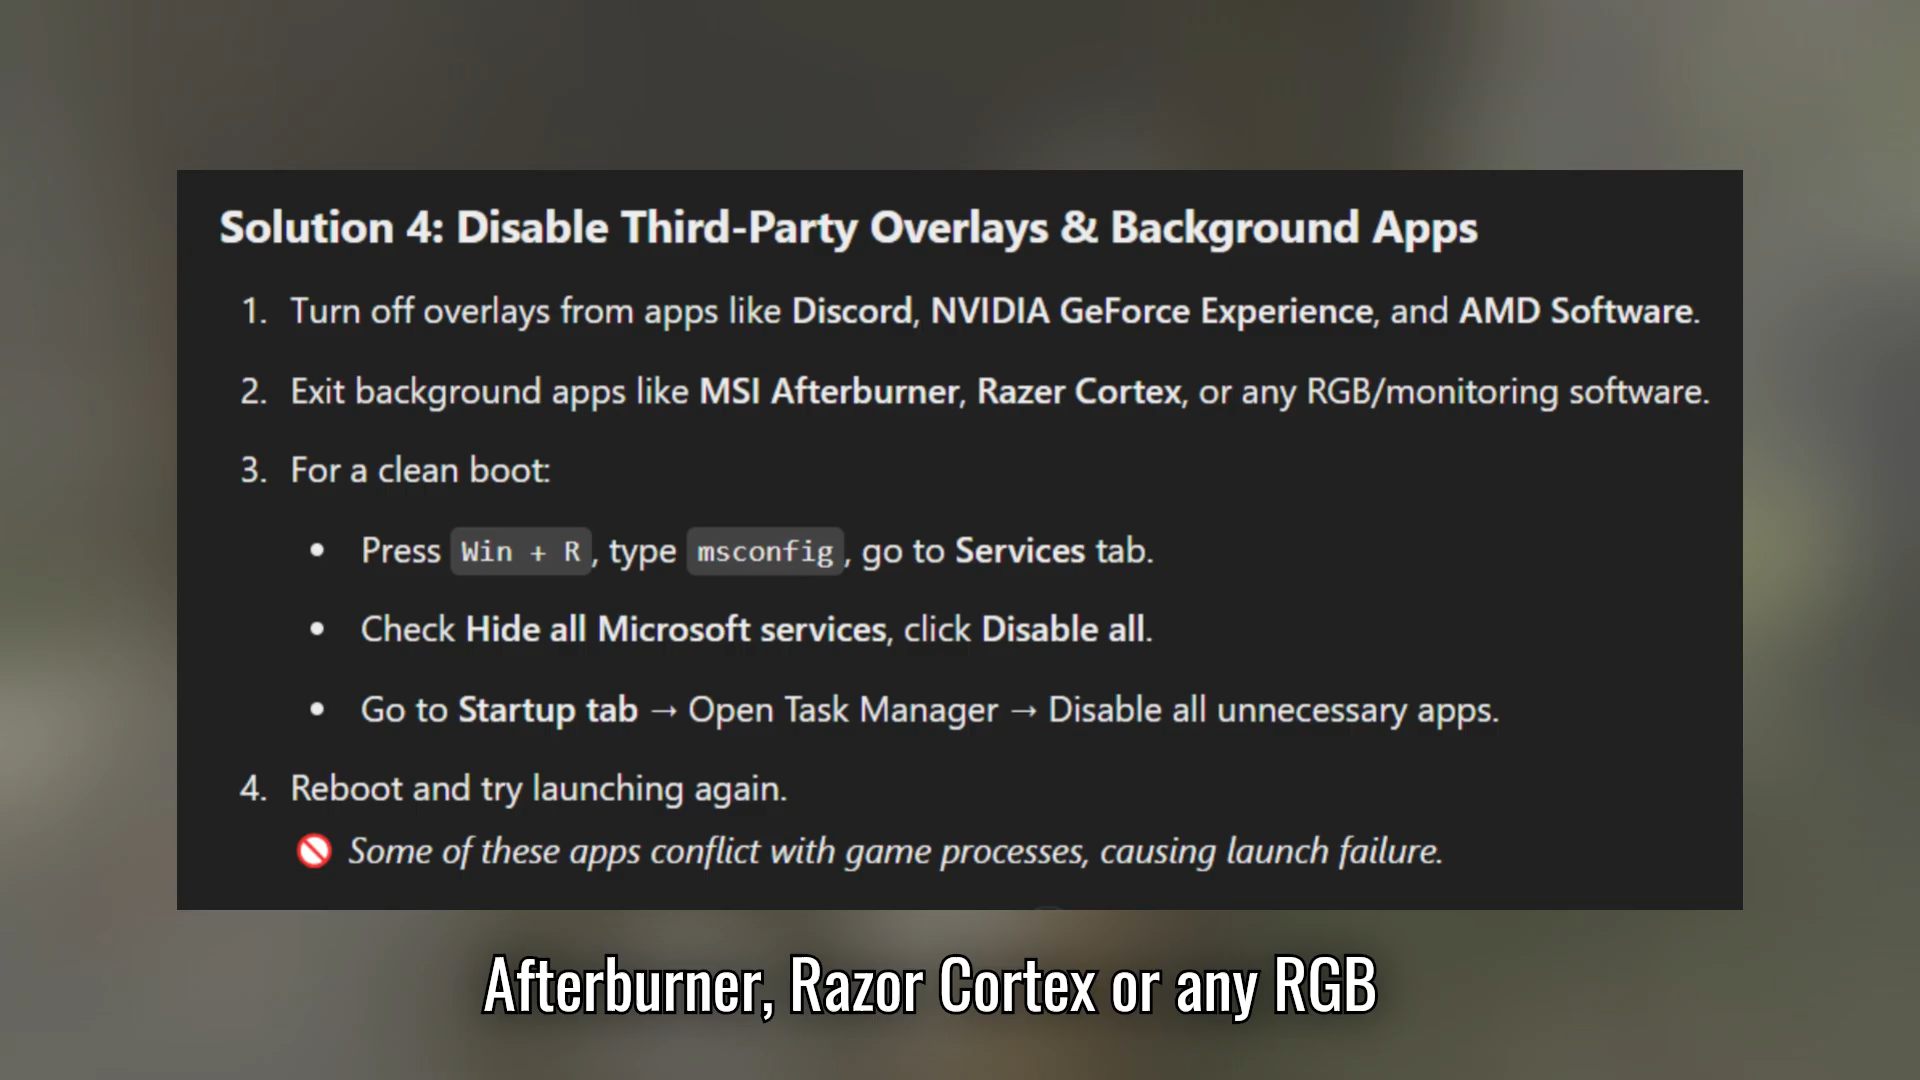 Solution 4: Disable Third-Party Overlays & Background Apps
1. Turn off overlays from apps like Discord, NVIDIA GeForce Experience, and AMD Software.
2. Exit background apps like MSI Afterburner, Razer Cortex, or any RGB/monitoring software.
3. For a clean boot:
• Press Win + R, type msconfig, go to Services tab.
• Check Hide all Microsoft services, click Disable all.
• Go to Startup tab → Open Task Manager → Disable all unnecessary apps.
4. Reboot and try launching again.
🚫 Some of these apps conflict with game processes, causing launch failure.
Afterburner, Razor Cortex or any RGB